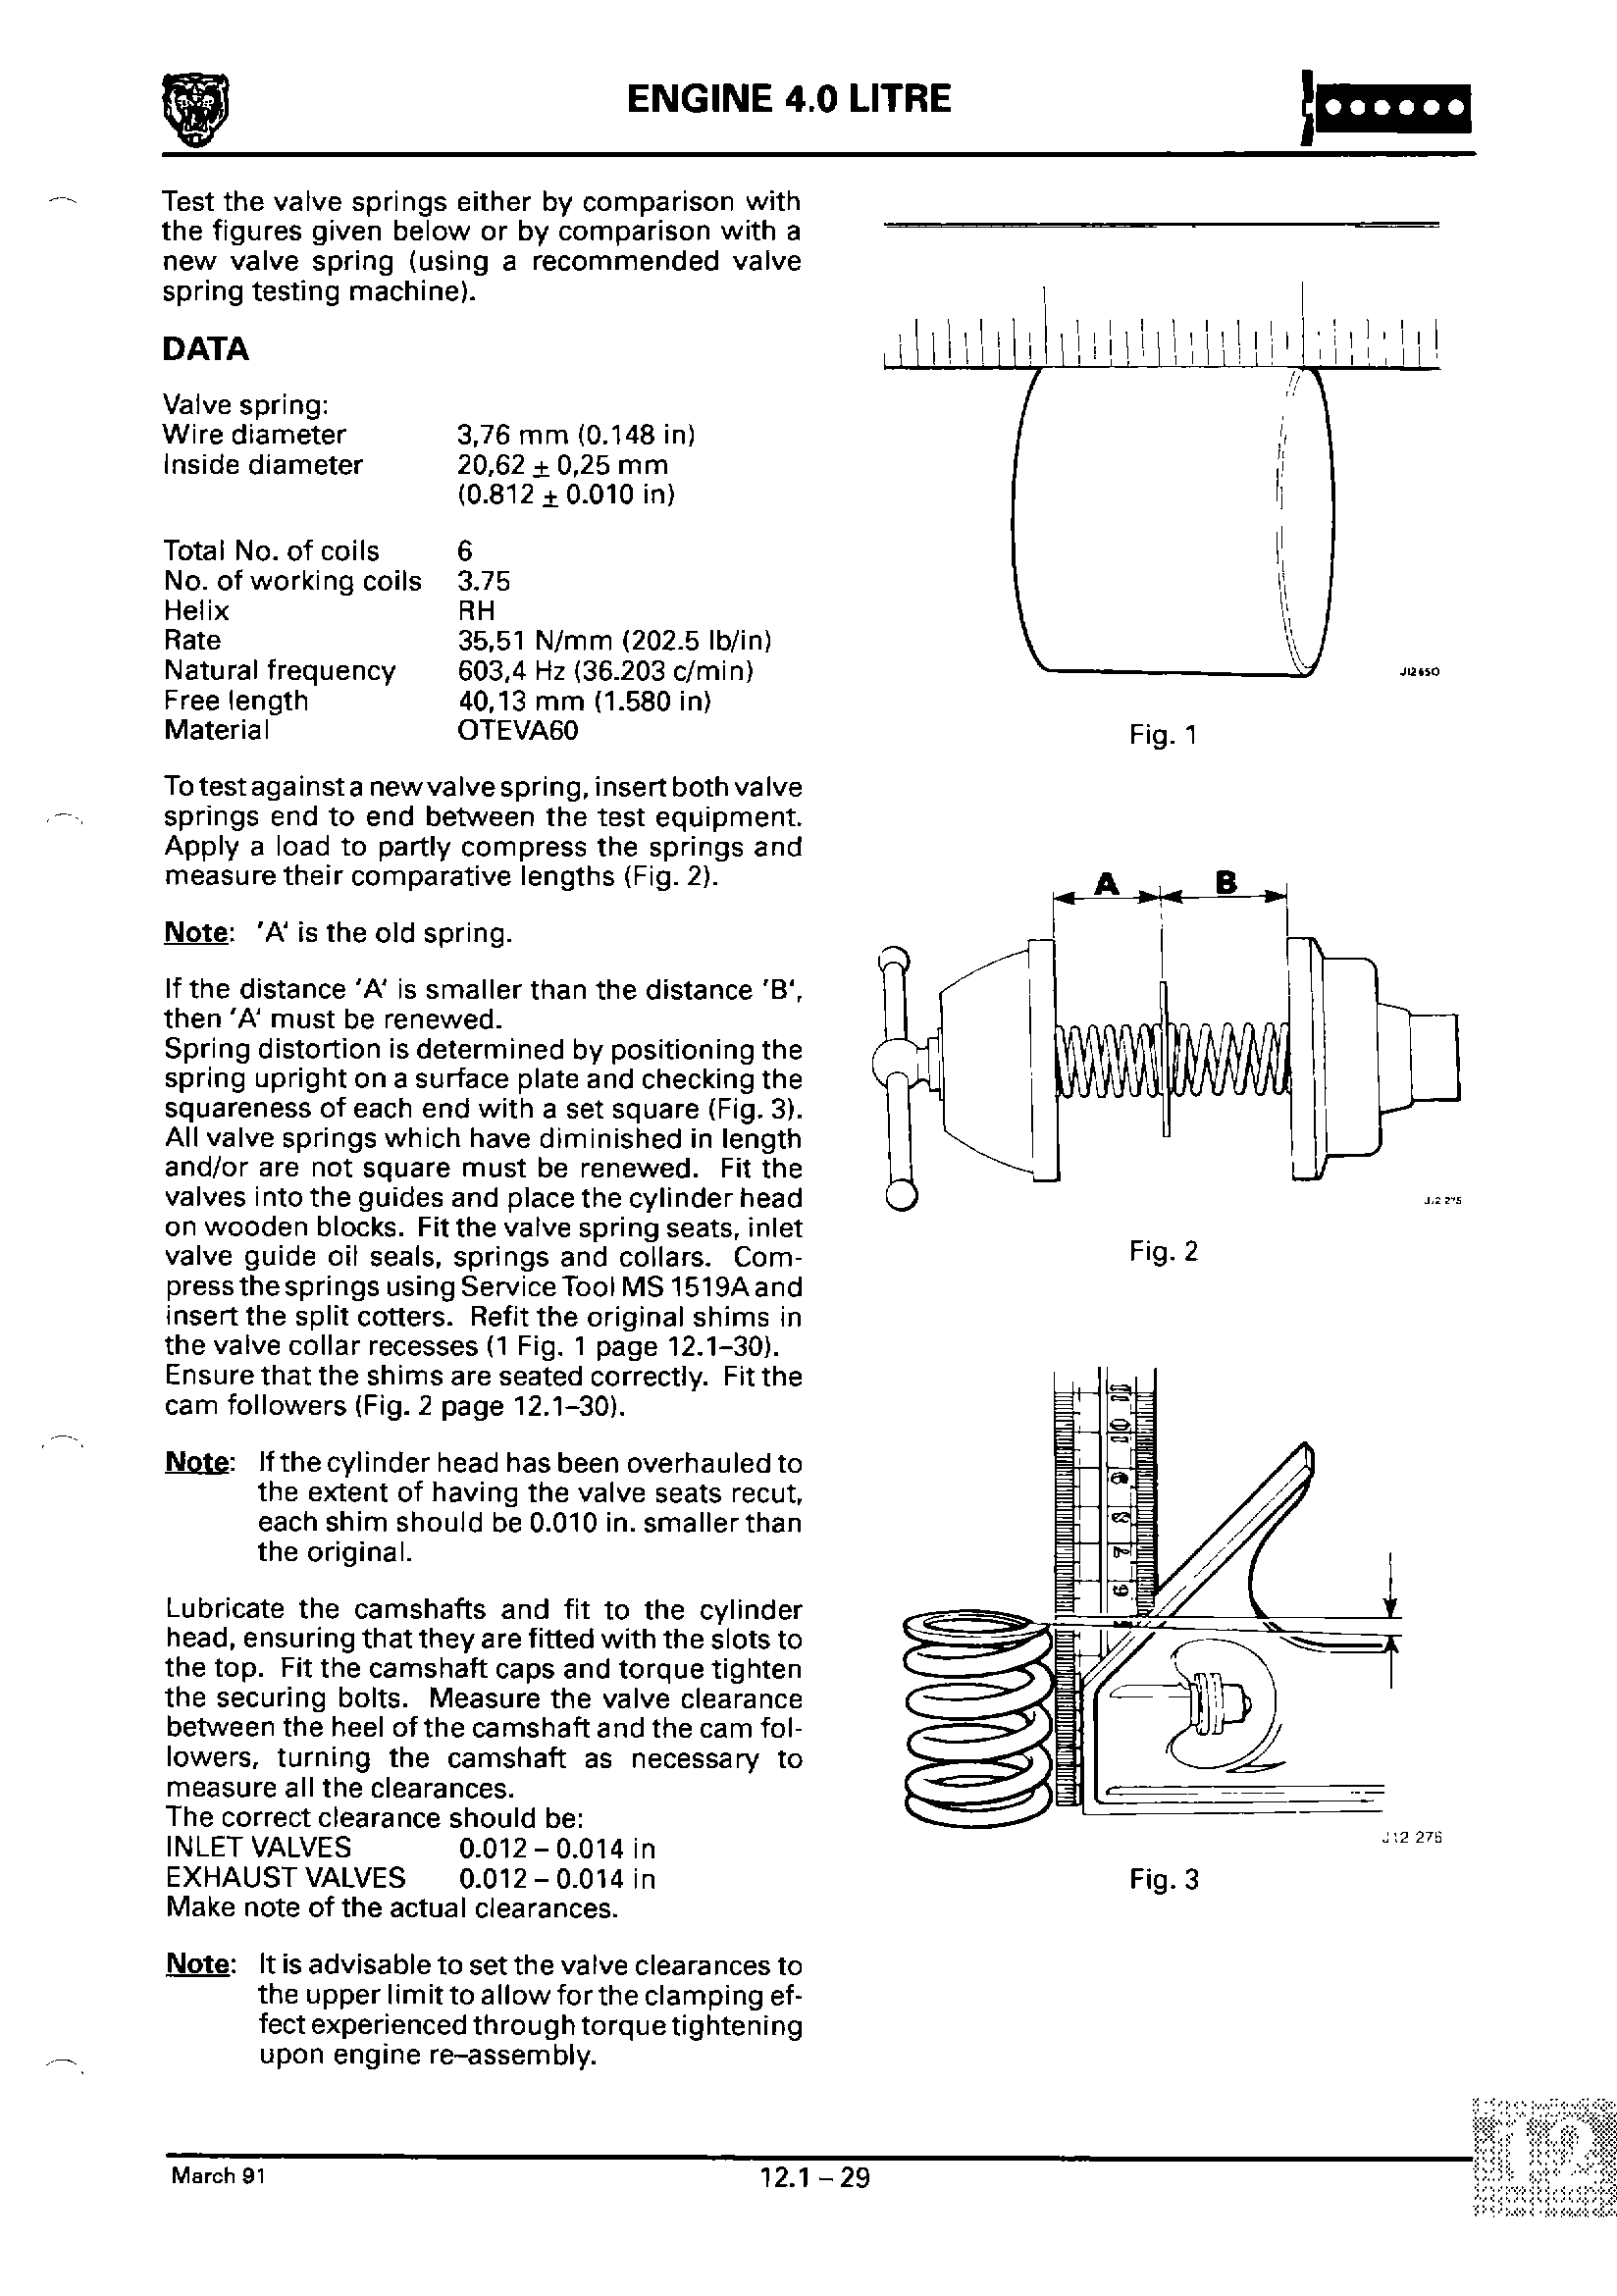 ENGINE 4.0 LITRE
Test the valve springs either by comparison with
the figures given below or by comparison with a
new valve spring (using a recommended valve
spring testing machine).
DATA
Valve spring:
Wire diameter 3,76 mm (0.148 in)
Inside diameter 20,62 ± 0,25 mm
(0.812 ± 0.010 in)
Total No. of coils 6
No. of working coils 3.75
Helix RH
Rate 35,51 N/mm (202.5 lb/in)
Natural frequency 603,4 Hz (36.203 c/min)
Free length 40,13 mm (1.580 in)
Material OTEVA60
To test against a new valve spring, insert both valve
springs end to end between the test equipment.
Apply a load to partly compress the springs and
measure their comparative lengths (Fig. 2).
Note: 'A' is the old spring.
If the distance 'A' is smaller than the distance 'B',
then 'A' must be renewed.
Spring distortion is determined by positioning the
spring upright on a surface plate and checking the
squareness of each end with a set square (Fig. 3).
All valve springs which have diminished in length
and/or are not square must be renewed. Fit the
valves into the guides and place the cylinder head
on wooden blocks. Fit the valve spring seats, inlet
valve guide oil seals, springs and collars. Com-
press the springs using Service Tool MS 1519A and
insert the split cotters. Refit the original shims in
the valve collar recesses (1 Fig. 1 page 12.1–30).
Ensure that the shims are seated correctly. Fit the
cam followers (Fig. 2 page 12.1–30).
Note: If the cylinder head has been overhauled to
the extent of having the valve seats recut,
each shim should be 0.010 in. smaller than
the original.
Lubricate the camshafts and fit to the cylinder
head, ensuring that they are fitted with the slots to
the top. Fit the camshaft caps and torque tighten
the securing bolts. Measure the valve clearance
between the heel of the camshaft and the cam fol-
lowers, turning the camshaft as necessary to
measure all the clearances.
The correct clearance should be:
INLET VALVES 0.012 – 0.014 in
EXHAUST VALVES 0.012 – 0.014 in
Make note of the actual clearances.
Note: It is advisable to set the valve clearances to
the upper limit to allow for the clamping ef-
fect experienced through torque tightening
upon engine re–assembly.
J12650
Fig. 1
A B
J12 275
Fig. 2
11
10
9
8
7
6
J12 276
Fig. 3
March 91
12.1 – 29
12